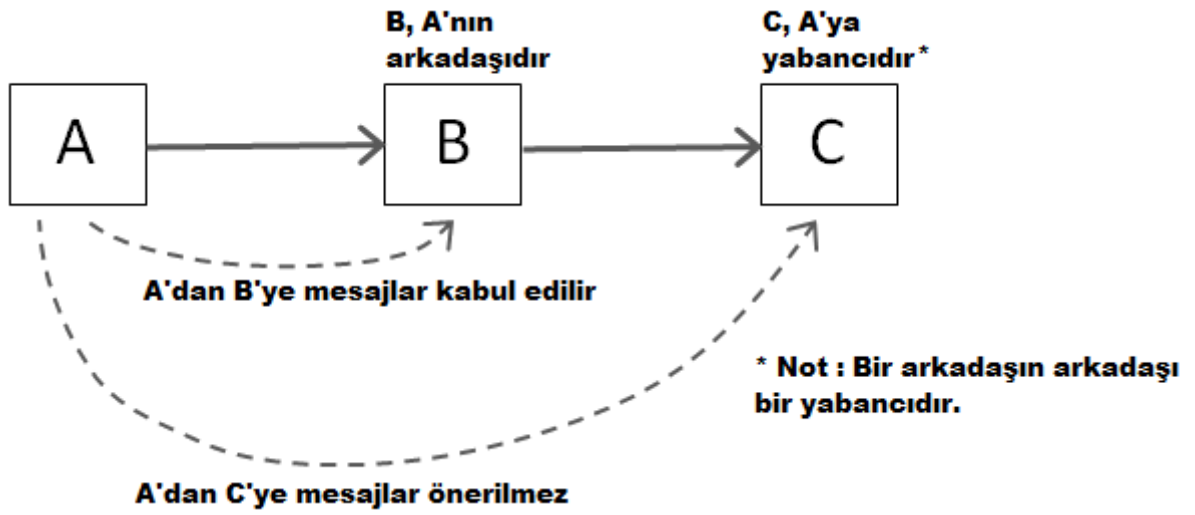 B, A'nın
arkadaşıdır
C, A'ya
yabancıdır*
A
B
C
A'dan B'ye mesajlar kabul edilir
* Not : Bir arkadaşın arkadaşı
bir yabancıdır.
A'dan C'ye mesajlar önerilmez